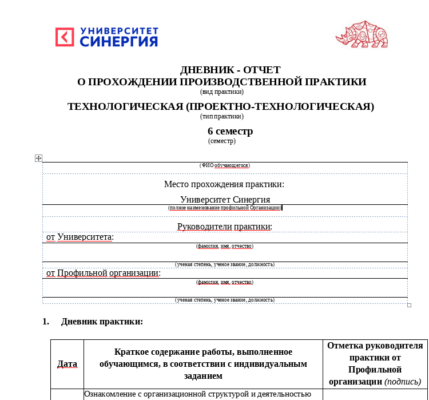 УНИВЕРСИТЕТ
СИНЕРГИЯ
ДНЕВНИК - ОТЧЕТ
О ПРОХОЖДЕНИИ ПРОИЗВОДСТВЕННОЙ ПРАКТИКИ
(вид практики)
ТЕХНОЛОГИЧЕСКАЯ (ПРОЕКТНО-ТЕХНОЛОГИЧЕСКАЯ)
(тип практики)
6 семестр
(семестр)
(ФИО обучающегося)
Место прохождения практики:
Университет Синергия
(полное наименование профильной Организации)
Руководители практики:
от Университета:
(фамилия, имя, отчество)
(ученая степень, ученое звание, должность)
от Профильной организации:
(фамилия, имя, отчество)
(ученая степень, ученое звание, должность)
1. Дневник практики:
Дата
Краткое содержание работы, выполненное
обучающимся, в соответствии с индивидуальным
заданием
Отметка руководителя
практики от
Профильной
организации (подпись)
Ознакомление с организационной структурой и деятельностью